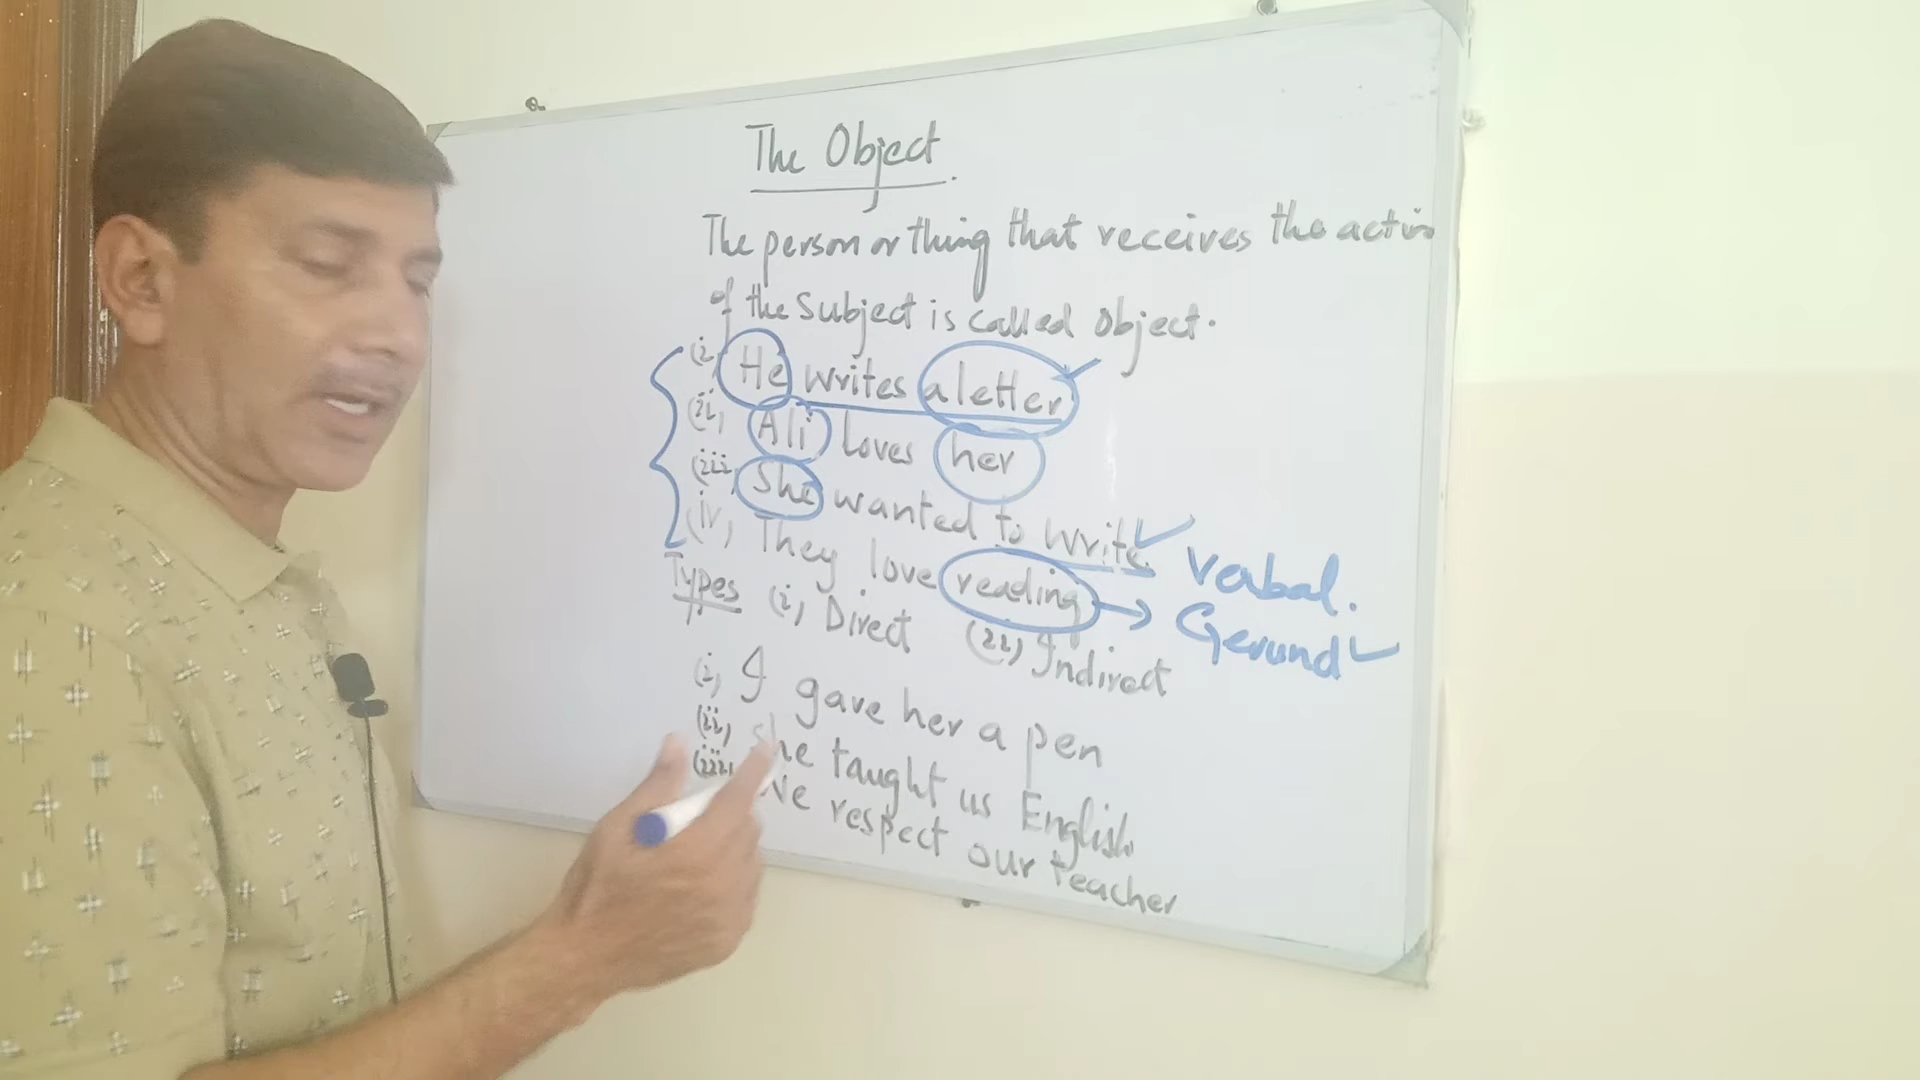 The Object
The person or thing that receives the action
of the Subject is called object.
(i, He writes a letter
(ii, Ali loves her
(iii, She wanted to write. Verbal.
(iv, They love reading → Gerund
Types (i, Direct (ii, Indirect
(i, I gave her a pen
(ii, she taught us English
(iii, We respect our teacher